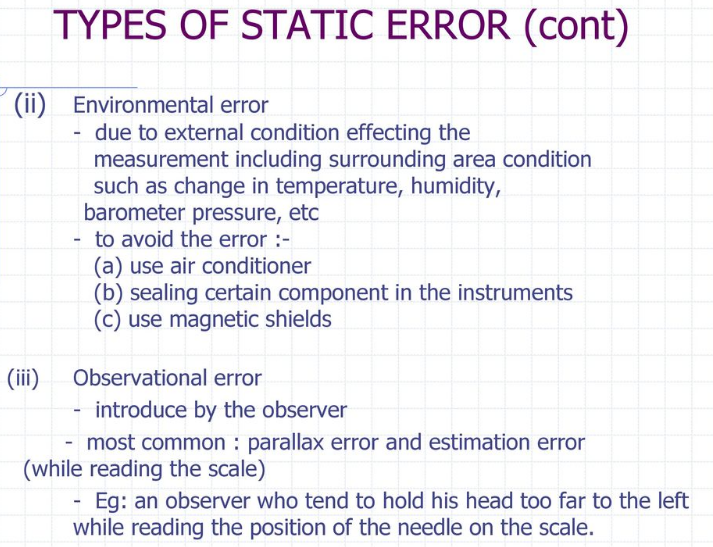 TYPES OF STATIC ERROR (cont)
(ii) Environmental error
- due to external condition effecting the
measurement including surrounding area condition
such as change in temperature, humidity,
barometer pressure, etc
- to avoid the error :-
(a) use air conditioner
(b) sealing certain component in the instruments
(c) use magnetic shields
(iii) Observational error
- introduce by the observer
- most common : parallax error and estimation error
(while reading the scale)
- Eg: an observer who tend to hold his head too far to the left
while reading the position of the needle on the scale.